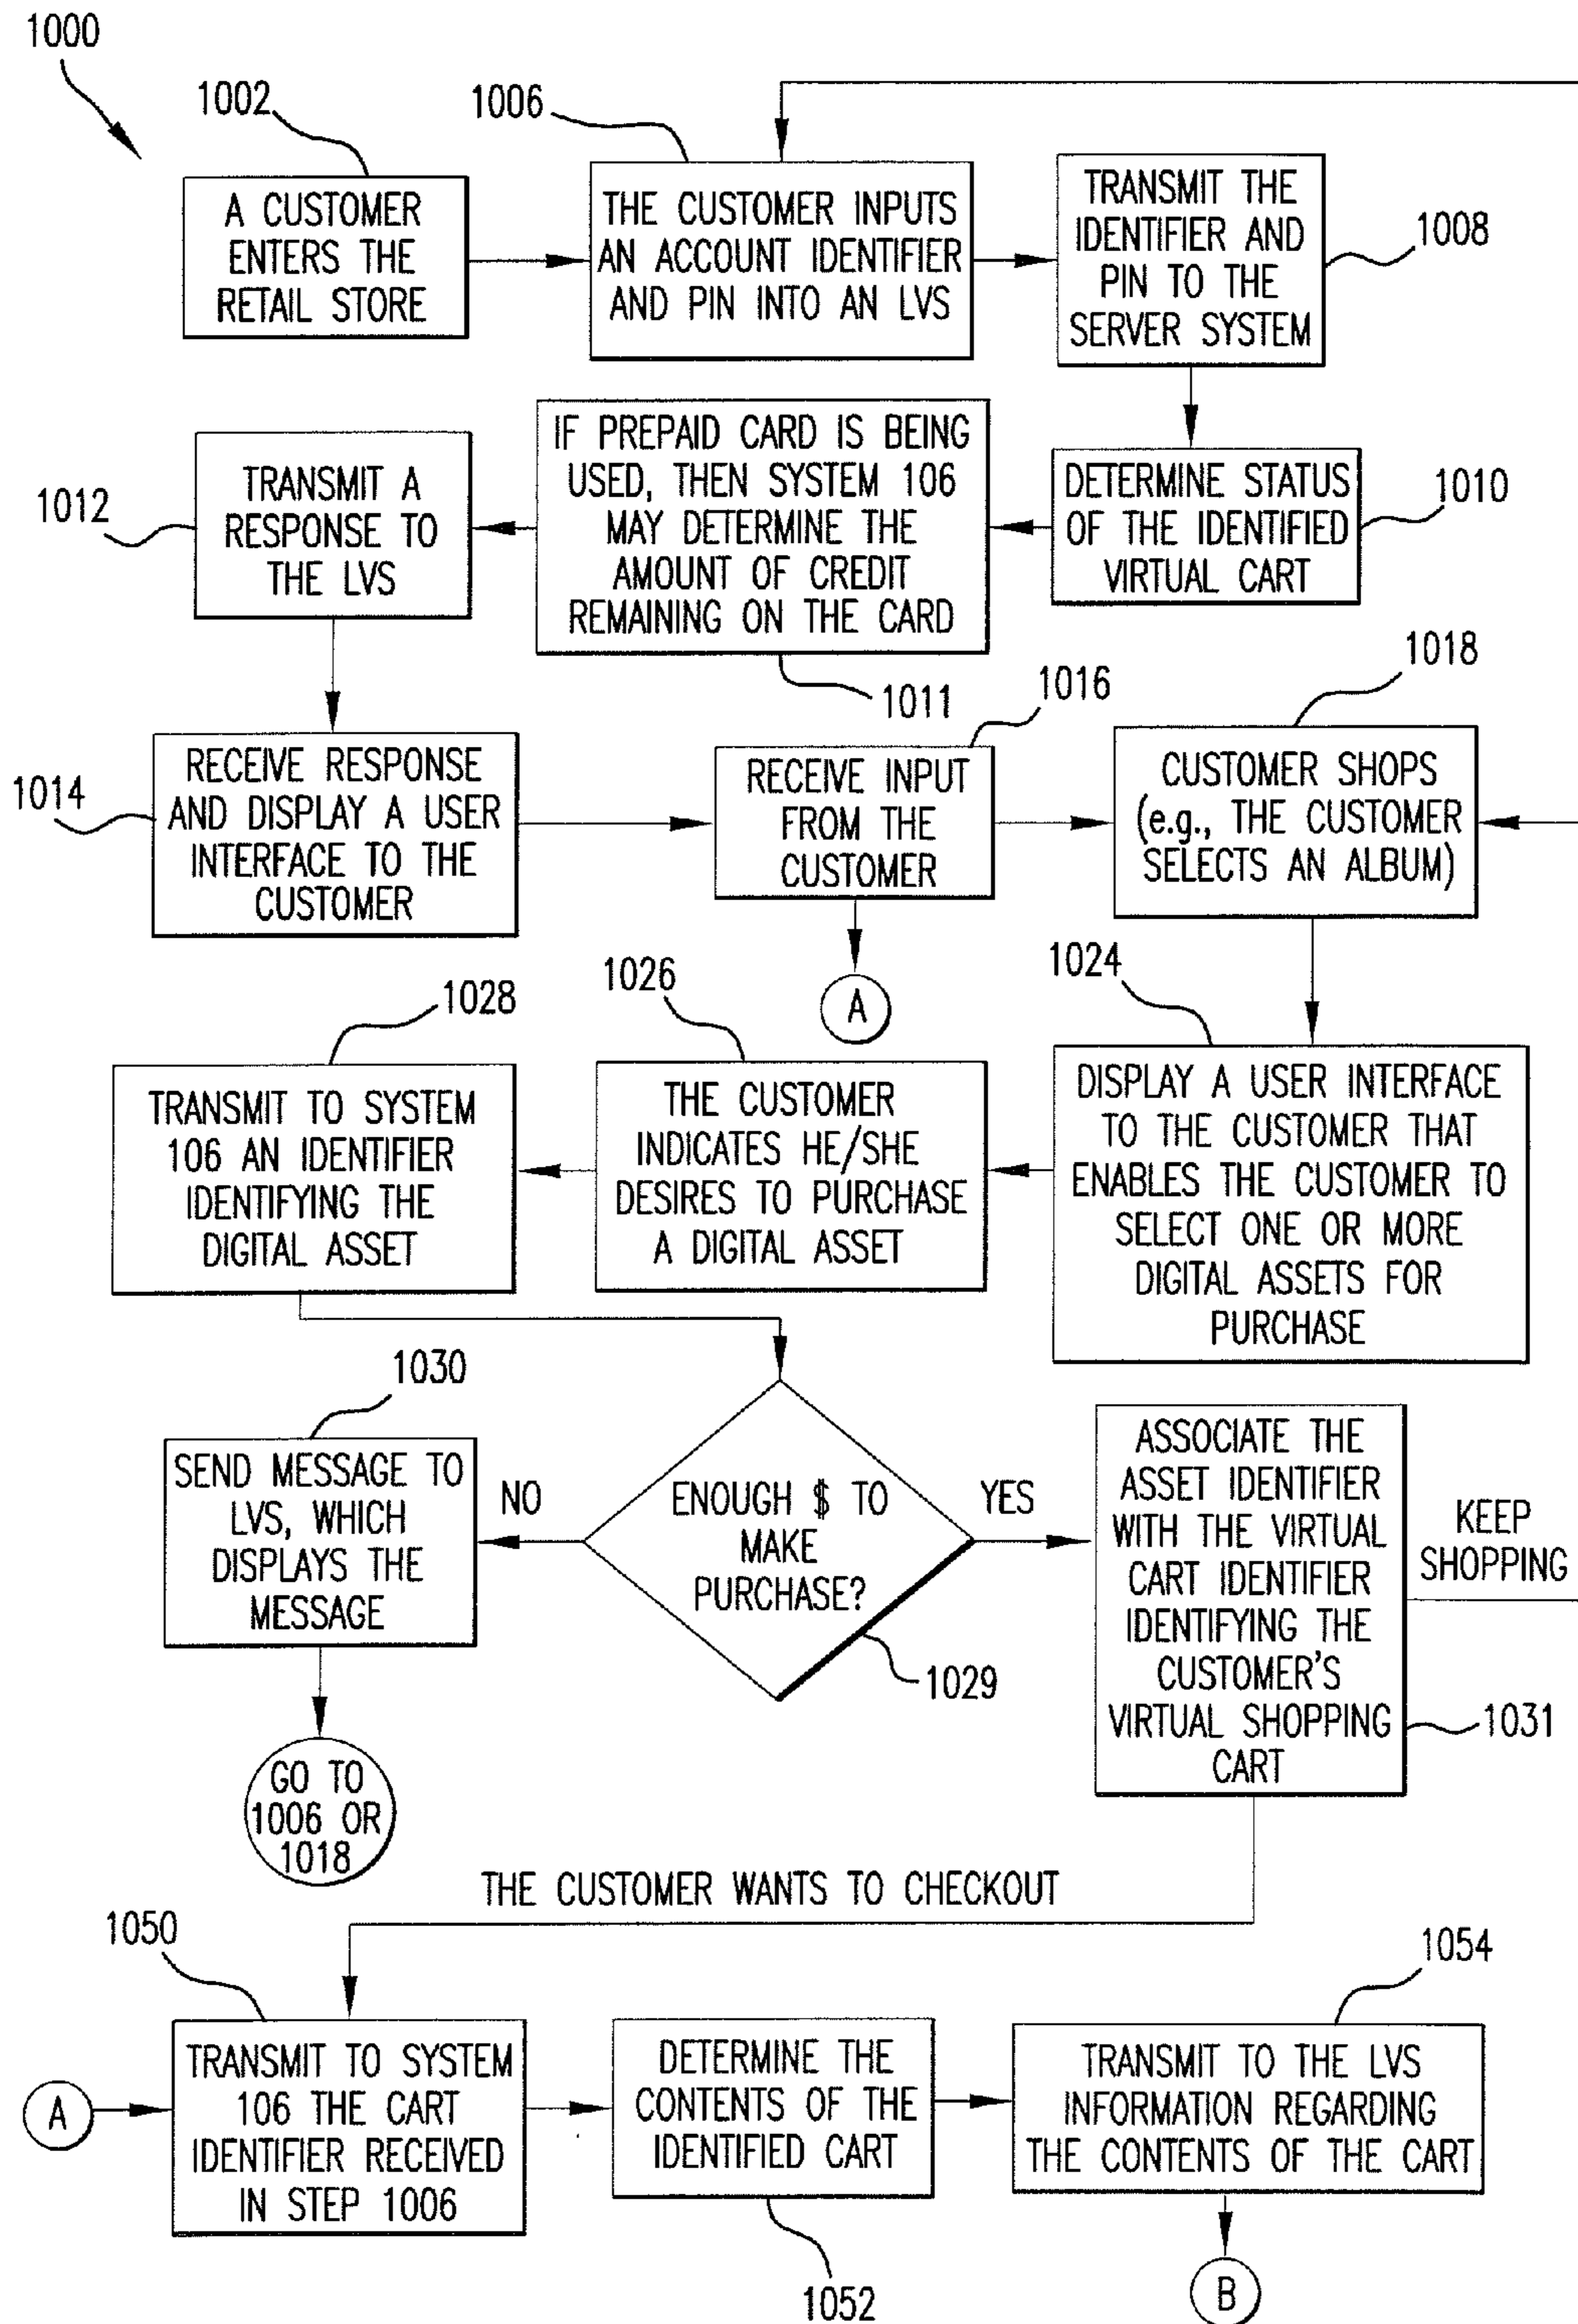 1000
1002
A CUSTOMER
ENTERS THE
RETAIL STORE
1006
THE CUSTOMER INPUTS
AN ACCOUNT IDENTIFIER
AND PIN INTO AN LVS
TRANSMIT THE
IDENTIFIER AND
PIN TO THE
SERVER SYSTEM
1008
DETERMINE STATUS
OF THE IDENTIFIED
VIRTUAL CART
1010
IF PREPAID CARD IS BEING
USED, THEN SYSTEM 106
MAY DETERMINE THE
AMOUNT OF CREDIT
REMAINING ON THE CARD
1011
TRANSMIT A
RESPONSE TO
THE LVS
1012
1014
RECEIVE RESPONSE
AND DISPLAY A USER
INTERFACE TO THE
CUSTOMER
1016
RECEIVE INPUT
FROM THE
CUSTOMER
A
1018
CUSTOMER SHOPS
(e.g., THE CUSTOMER
SELECTS AN ALBUM)
1024
DISPLAY A USER INTERFACE
TO THE CUSTOMER THAT
ENABLES THE CUSTOMER TO
SELECT ONE OR MORE
DIGITAL ASSETS FOR
PURCHASE
1026
THE CUSTOMER
INDICATES HE/SHE
DESIRES TO PURCHASE
A DIGITAL ASSET
1028
TRANSMIT TO SYSTEM
106 AN IDENTIFIER
IDENTIFYING THE
DIGITAL ASSET
ENOUGH $ TO
MAKE
PURCHASE?
1029
NO
1030
SEND MESSAGE TO
LVS, WHICH
DISPLAYS THE
MESSAGE
GO TO
1006 OR
1018
YES
ASSOCIATE THE
ASSET IDENTIFIER
WITH THE VIRTUAL
CART IDENTIFIER
IDENTIFYING THE
CUSTOMER'S
VIRTUAL SHOPPING
CART
1031
KEEP
SHOPPING
THE CUSTOMER WANTS TO CHECKOUT
1050
A
TRANSMIT TO SYSTEM
106 THE CART
IDENTIFIER RECEIVED
IN STEP 1006
DETERMINE THE
CONTENTS OF THE
IDENTIFIED CART
1052
1054
TRANSMIT TO THE LVS
INFORMATION REGARDING
THE CONTENTS OF THE CART
B